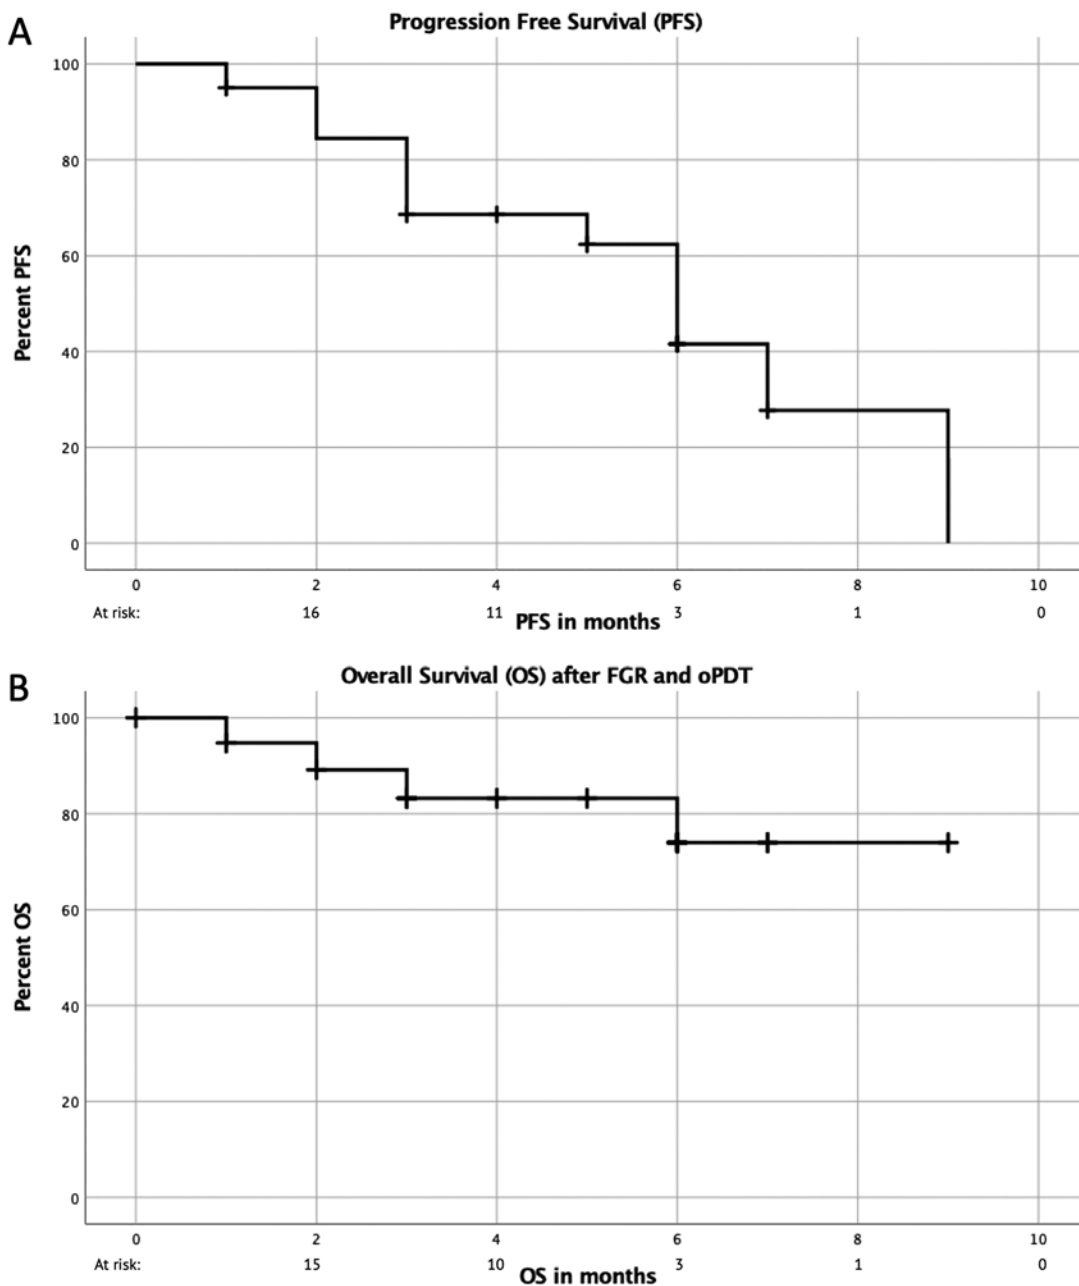 A
Progression Free Survival (PFS)
Percent PFS
100
80
60
40
20
0
0 2 4 6 8 10
At risk: 16 11 3 1 0
PFS in months
B
Overall Survival (OS) after FGR and oPDT
Percent OS
100
80
60
40
20
0
0 2 4 6 8 10
At risk: 15 10 3 1 0
OS in months